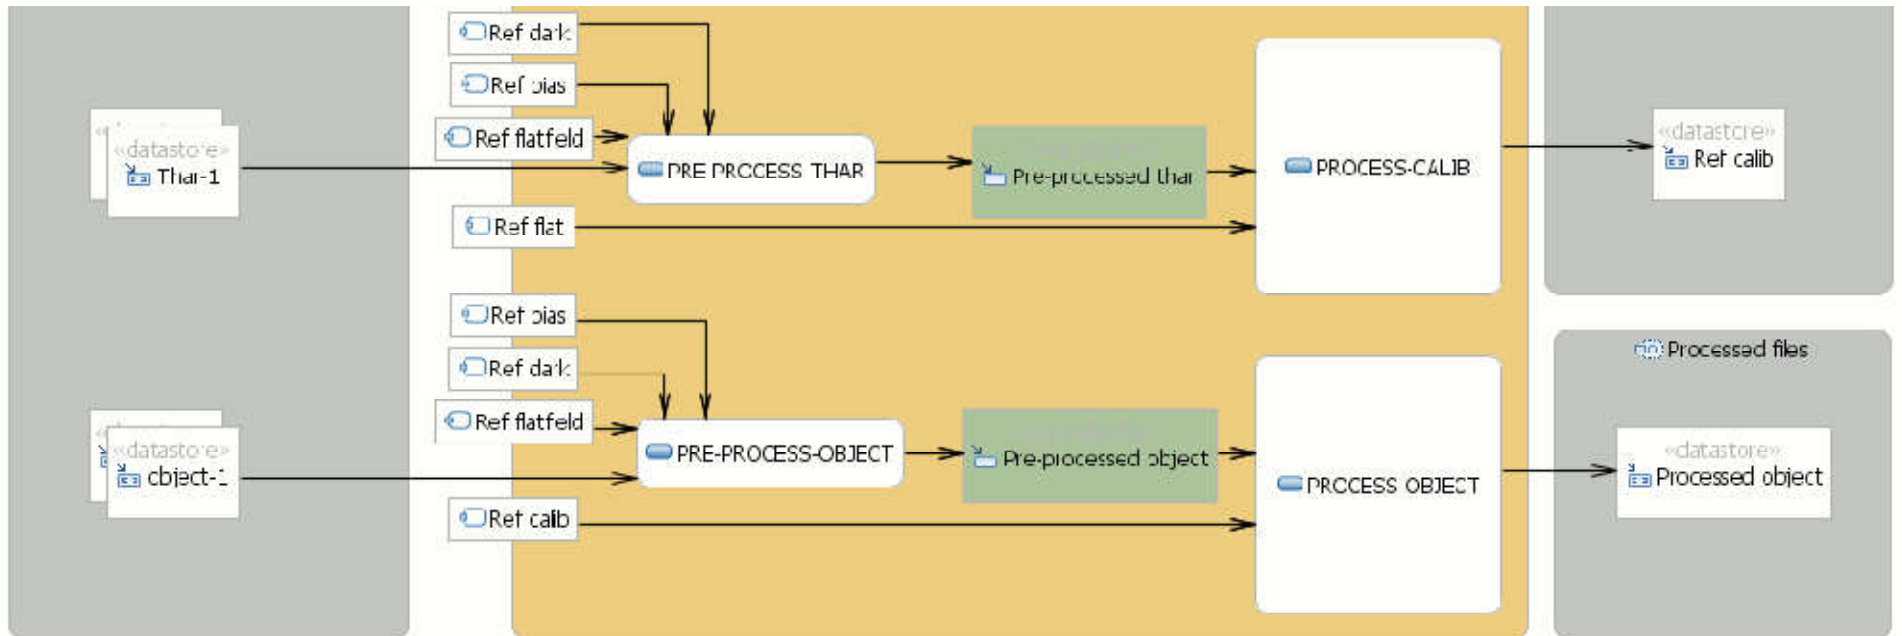 Ref dark
Ref bias
Ref flatfeld
«datastore»
Thar-1
PRE PROCESS THAR
Pre-processed thar
PROCESS-CALIB
«datastore»
Ref calib
Ref flat
Ref bias
Ref dark
Ref flatfeld
«datastore»
object-1
PRE-PROCESS-OBJECT
Pre-processed object
PROCESS OBJECT
Ref calib
Processed files
«datastore»
Processed object